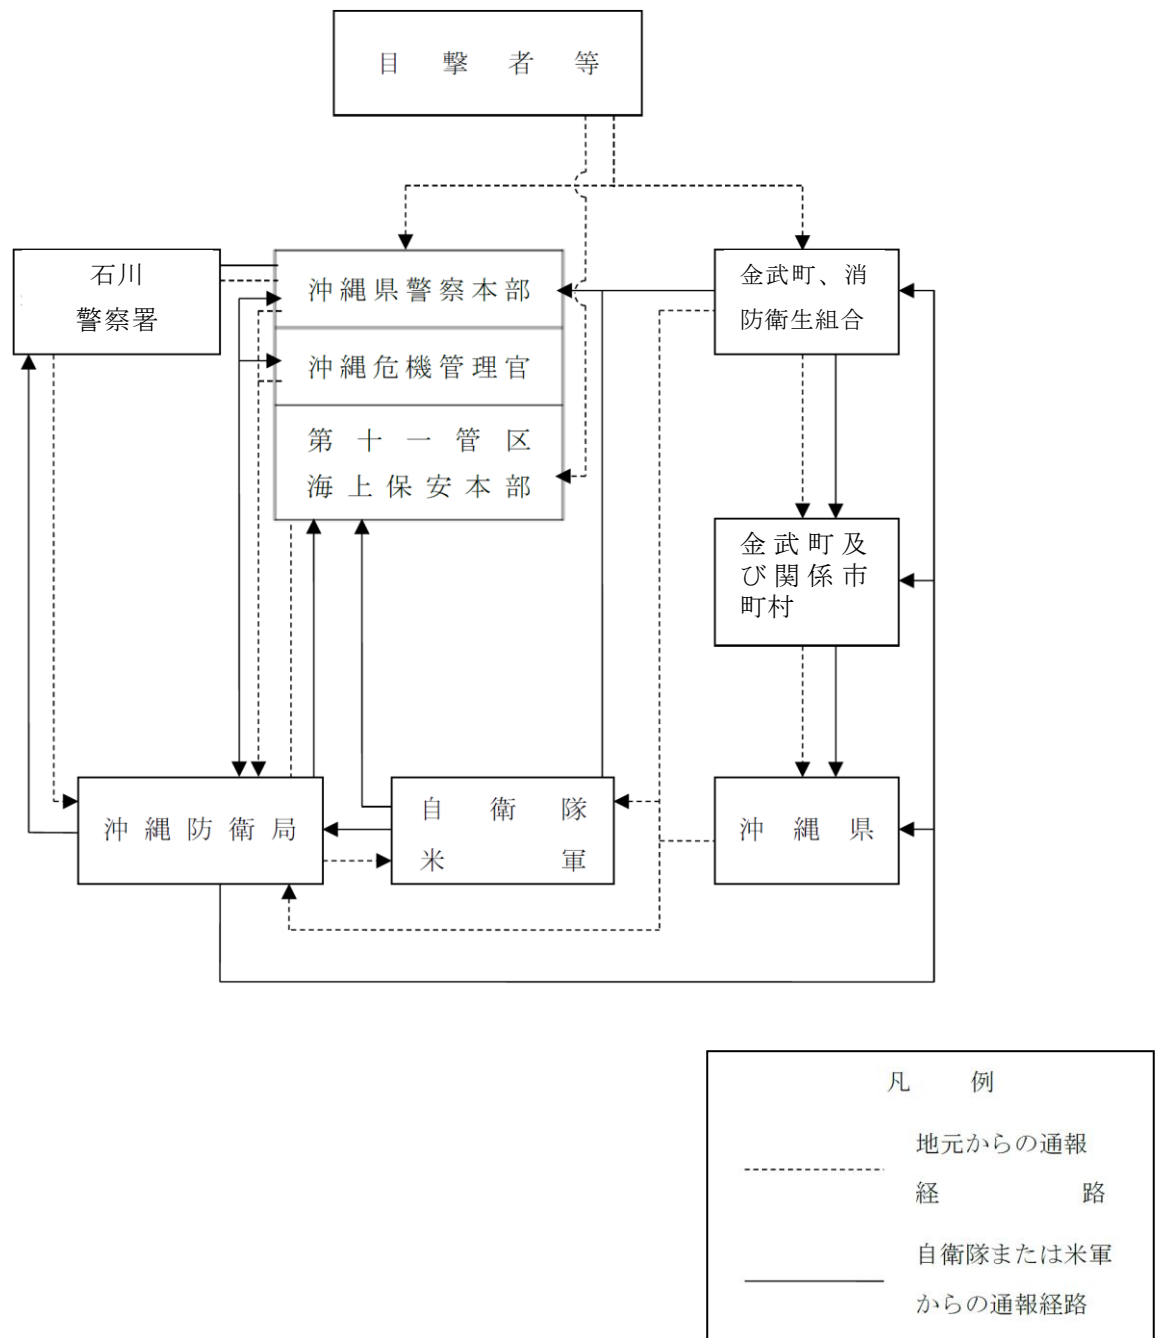 目撃者等
石川
警察署
沖縄県警察本部
沖縄危機管理官
第十一管区
海上保安本部
金武町、消
防衛生組合
金武町及
び関係市
町村
沖縄防衛局
自衛隊
米軍
沖縄県
凡例
地元からの通報
経路
自衛隊または米軍
からの通報経路